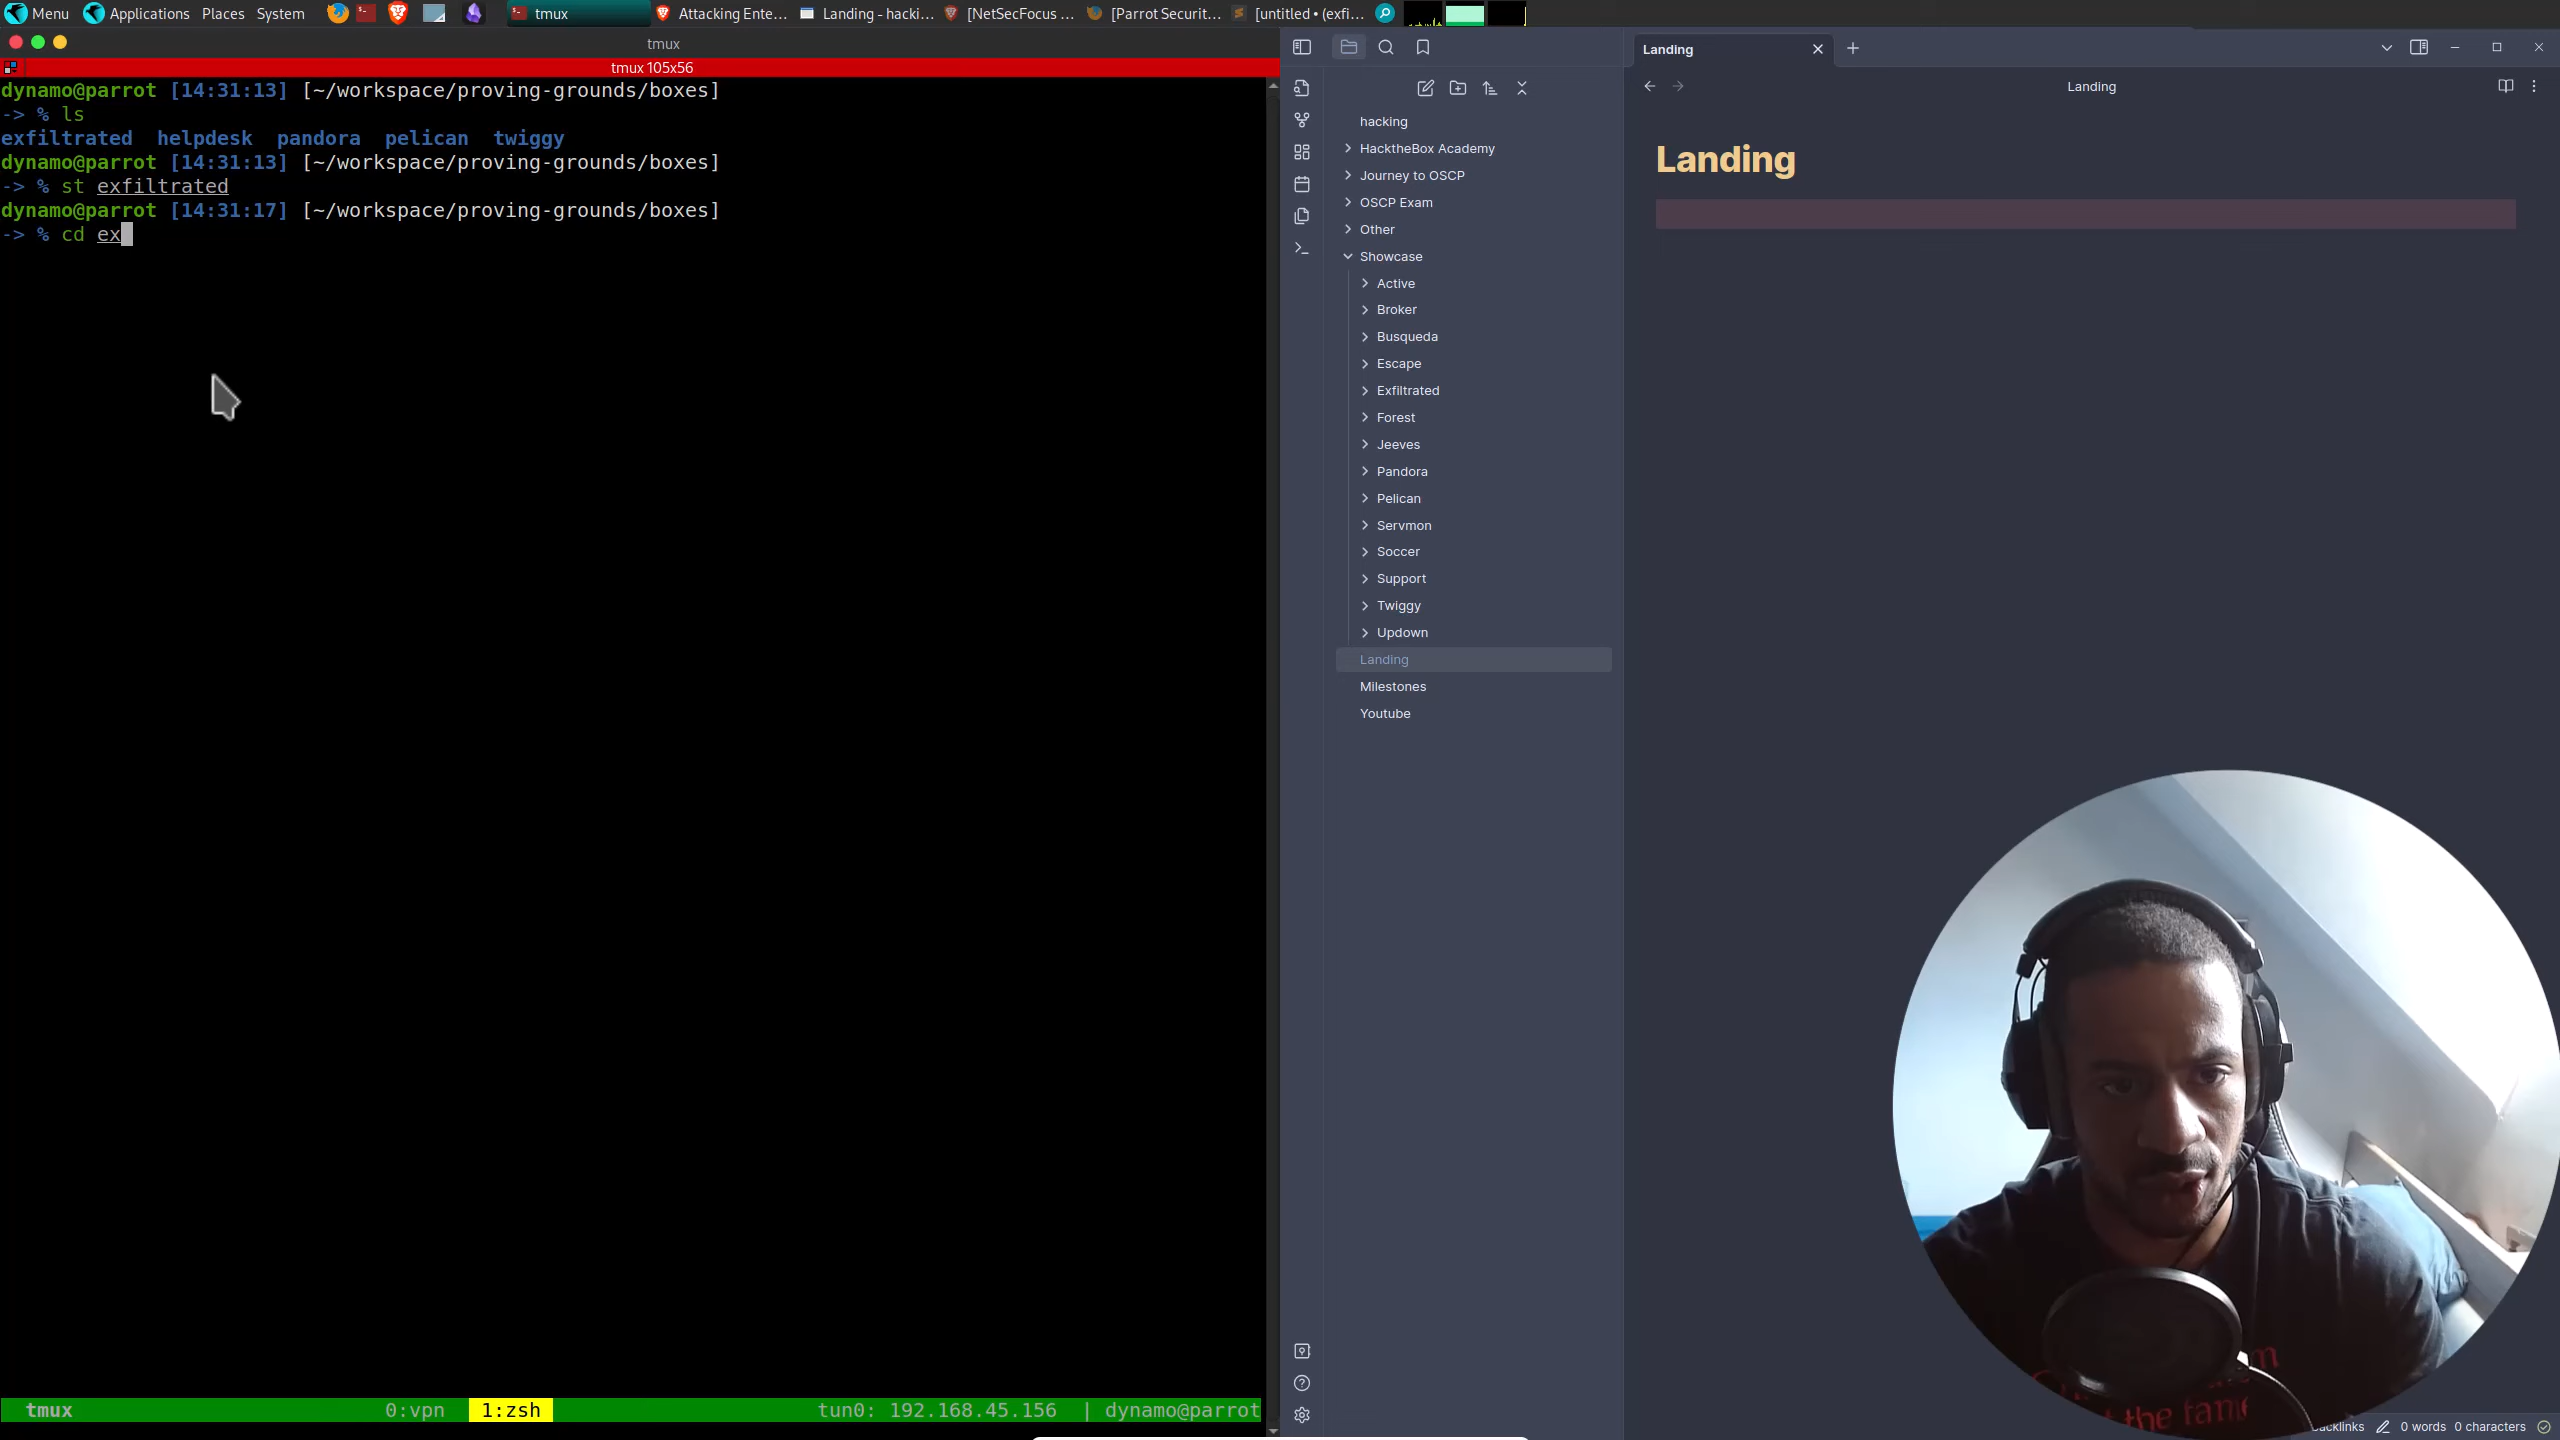 Menu Applications Places System tmux Attacking Ente... Landing - hacki... [NetSecFocus ... [Parrot Securit... [untitled • (exfi...
tmux
tmux 105x56
dynamo@parrot [14:31:13] [~/workspace/proving-grounds/boxes]
-> % ls
exfiltrated helpdesk pandora pelican twiggy
dynamo@parrot [14:31:13] [~/workspace/proving-grounds/boxes]
-> % st exfiltrated
dynamo@parrot [14:31:17] [~/workspace/proving-grounds/boxes]
-> % cd ex
tmux 0:vpn 1:zsh tun0: 192.168.45.156 | dynamo@parrot
hacking
HacktheBox Academy
Journey to OSCP
OSCP Exam
Other
Showcase
Active
Broker
Busqueda
Escape
Exfiltrated
Forest
Jeeves
Pandora
Pelican
Servmon
Soccer
Support
Twiggy
Updown
Landing
Milestones
Youtube
Landing
Landing
Landing
the fame
acklinks 0 words 0 characters